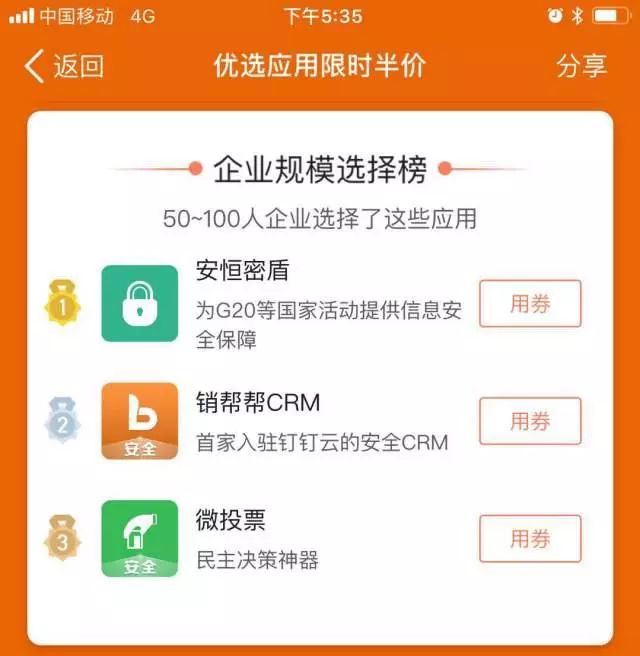 中国移动 4G 下午5:35
返回 优选应用限时半价 分享
企业规模选择榜
50~100人企业选择了这些应用
安恒密盾
1
为G20等国家活动提供信息安
全保障
用券
销帮帮CRM
2
首家入驻钉钉云的安全CRM
安全
用券
微投票
3
民主决策神器
安全
用券